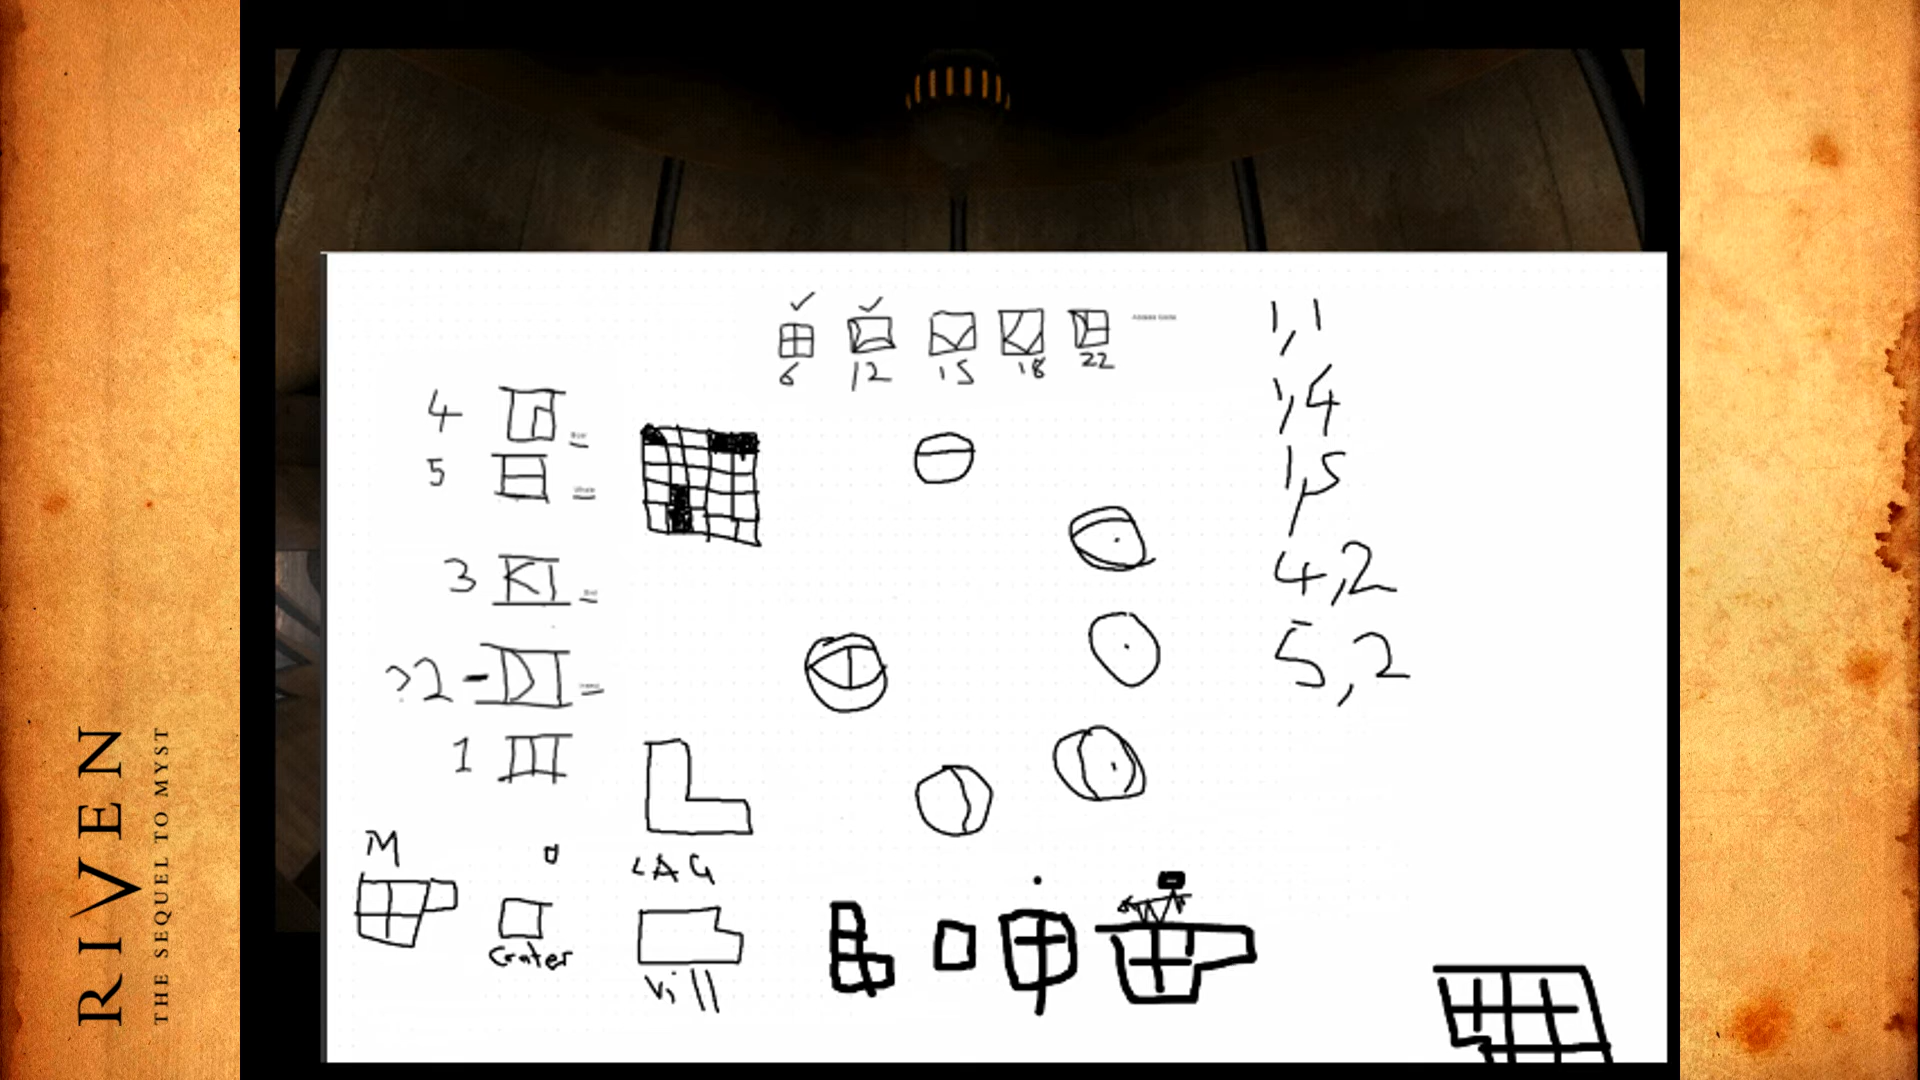 RIVEN
THE SEQUEL TO MYST
6 12 15 18 22
1,1
1,4
1,5
4,2
5,2
4
5
3
?2
1
M
LAG
Crater
Vill